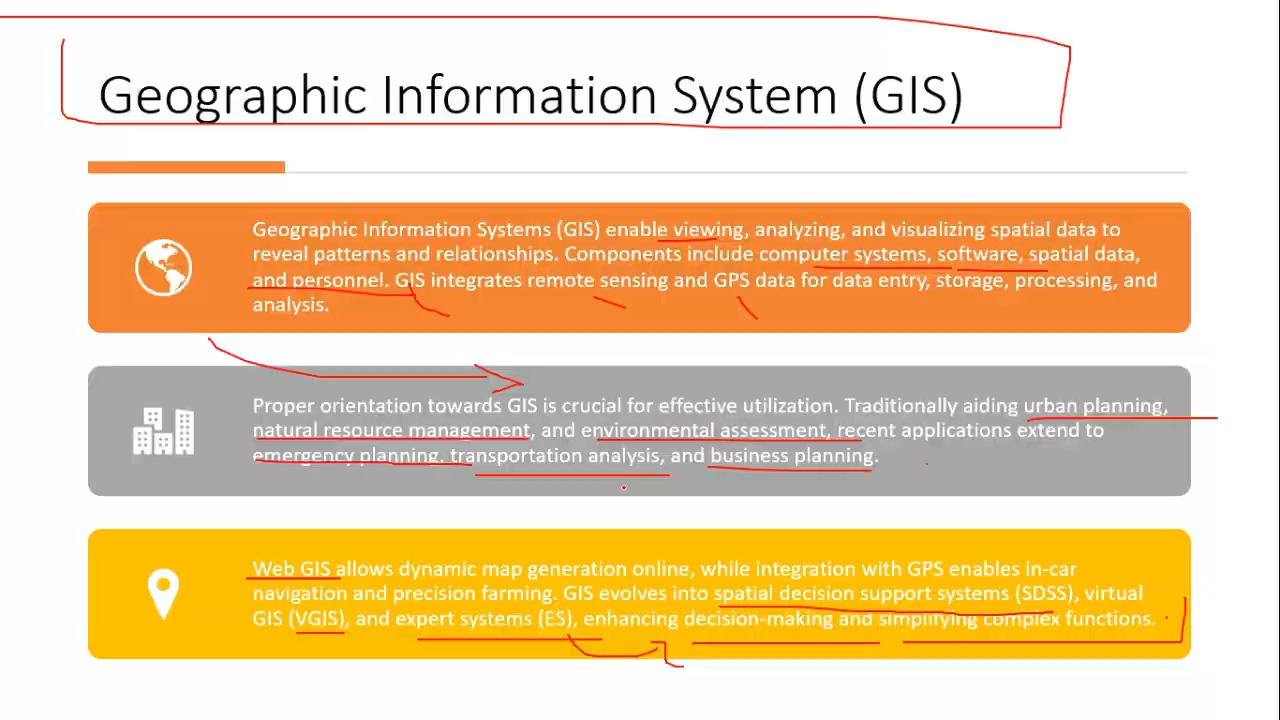 Geographic Information System (GIS)
Geographic Information Systems (GIS) enable viewing, analyzing, and visualizing spatial data to
reveal patterns and relationships. Components include computer systems, software, spatial data,
and personnel. GIS integrates remote sensing and GPS data for data entry, storage, processing, and
analysis.
Proper orientation towards GIS is crucial for effective utilization. Traditionally aiding urban planning,
natural resource management, and environmental assessment, recent applications extend to
emergency planning, transportation analysis, and business planning.
Web GIS allows dynamic map generation online, while integration with GPS enables in-car
navigation and precision farming. GIS evolves into spatial decision support systems (SDSS), virtual
GIS (VGIS), and expert systems (ES), enhancing decision-making and simplifying complex functions.